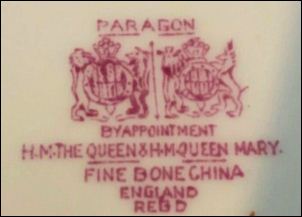 PARAGON
BY APPOINTMENT
H.M.THE QUEEN & H.M.QUEEN MARY.
FINE BONE CHINA
ENGLAND
REGD